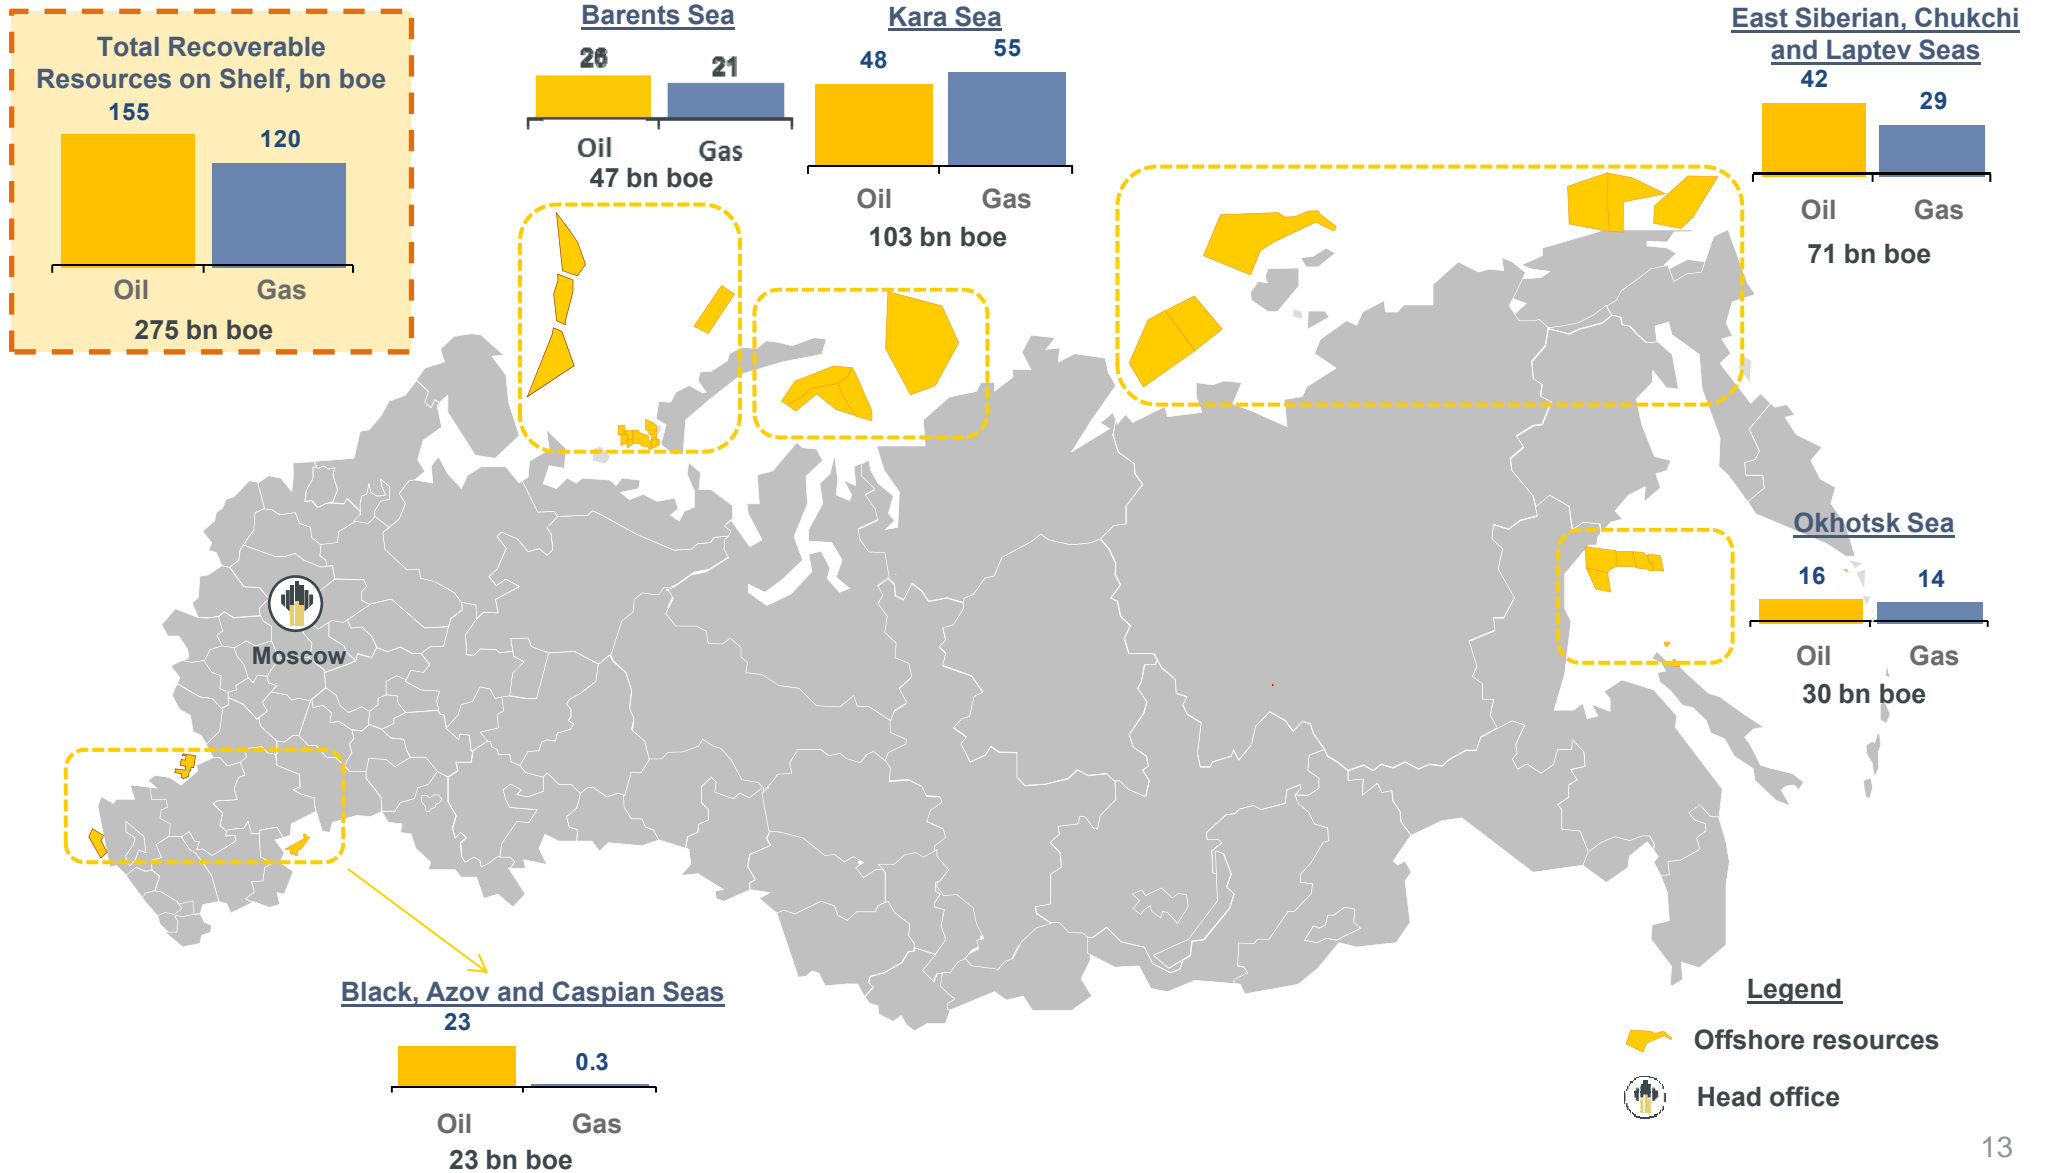 Total Recoverable
Resources on Shelf, bn boe
155
120
Oil
Gas
275 bn boe
Barents Sea
26
21
Oil
Gas
47 bn boe
Kara Sea
48
55
Oil
Gas
103 bn boe
East Siberian, Chukchi
and Laptev Seas
42
29
Oil
Gas
71 bn boe
Okhotsk Sea
16
14
Oil
Gas
30 bn boe
Moscow
Black, Azov and Caspian Seas
23
0.3
Oil
Gas
23 bn boe
Legend
Offshore resources
Head office
13